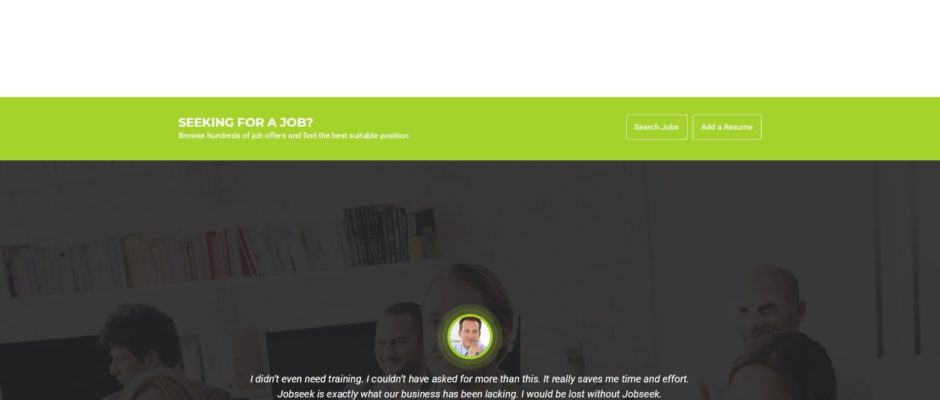 SEEKING FOR A JOB?
Browse hundreds of job offers and find the best suitable position.
Search Jobs
Add a Resume
I didn't even need training. I couldn't have asked for more than this. It really saves me time and effort.
Jobseek is exactly what our business has been lacking. I would be lost without Jobseek.